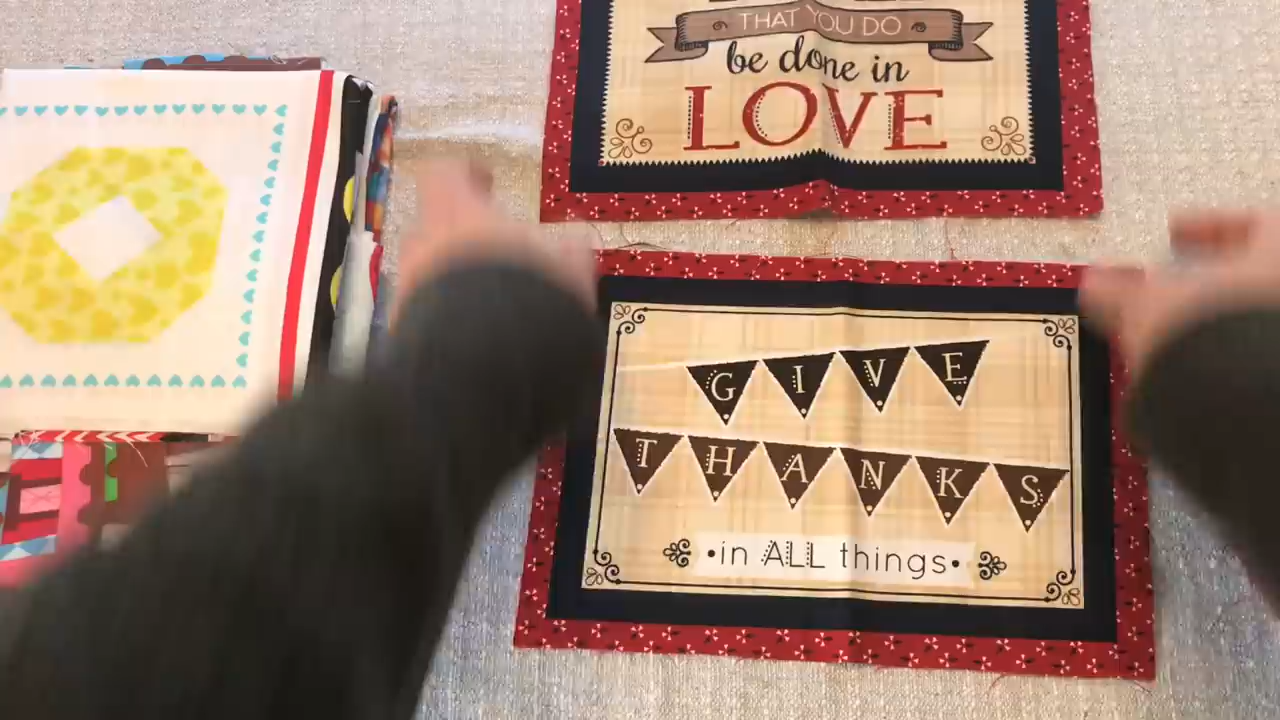 THAT YOU DO
be done in
LOVE
GIVE
THANKS
•in ALL things•